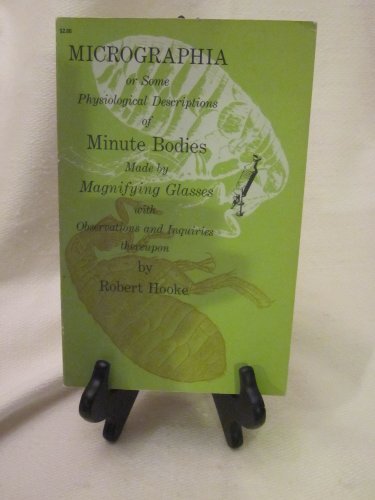 $2.00
MICROGRAPHIA
or Some
Physiological Descriptions
of
Minute Bodies
Made by
Magnifying Glasses
with
Observations and Inquiries
thereupon
by
Robert Hooke